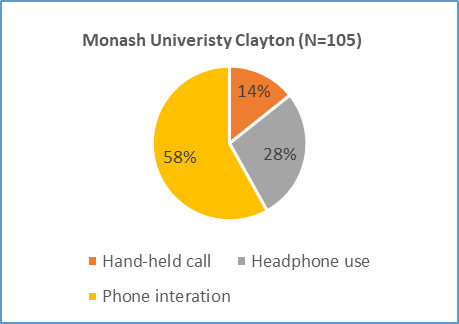 Monash Univeristy Clayton (N=105)
14%
28%
58%
Hand-held call
Headphone use
Phone interation